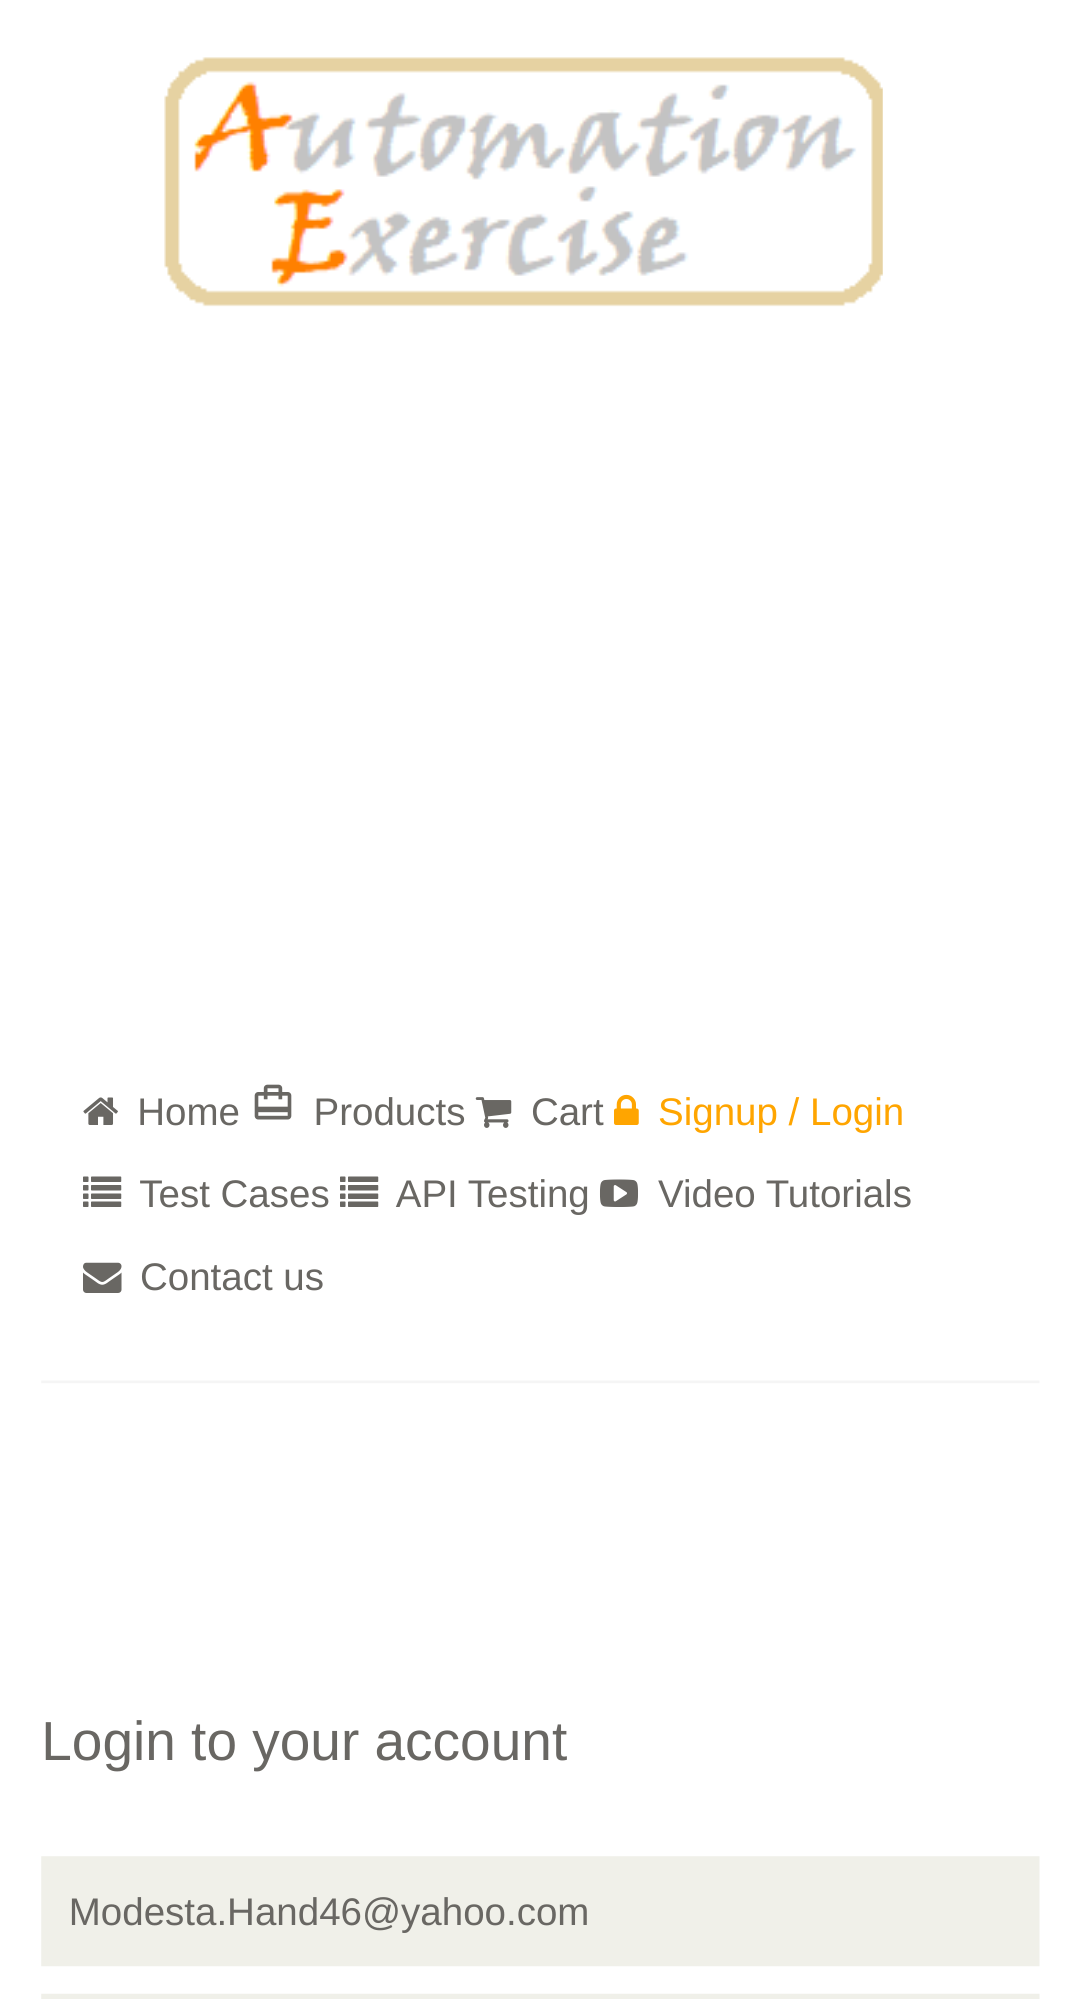 Automation
Exercise
Home Products Cart Signup / Login
Test Cases API Testing Video Tutorials
Contact us
Login to your account
Modesta.Hand46@yahoo.com